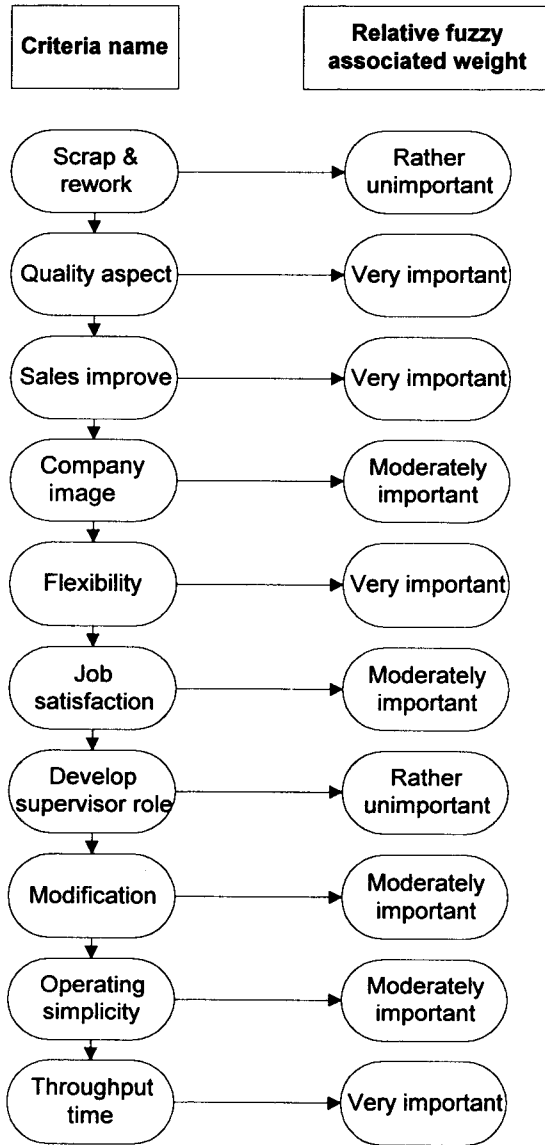 Criteria name
Relative fuzzy
associated weight
Scrap &
rework
Rather
unimportant
Quality aspect
Very important
Sales improve
Very important
Company
image
Moderately
important
Flexibility
Very important
Job
satisfaction
Moderately
important
Develop
supervisor role
Rather
unimportant
Modification
Moderately
important
Operating
simplicity
Moderately
important
Throughput
time
Very important